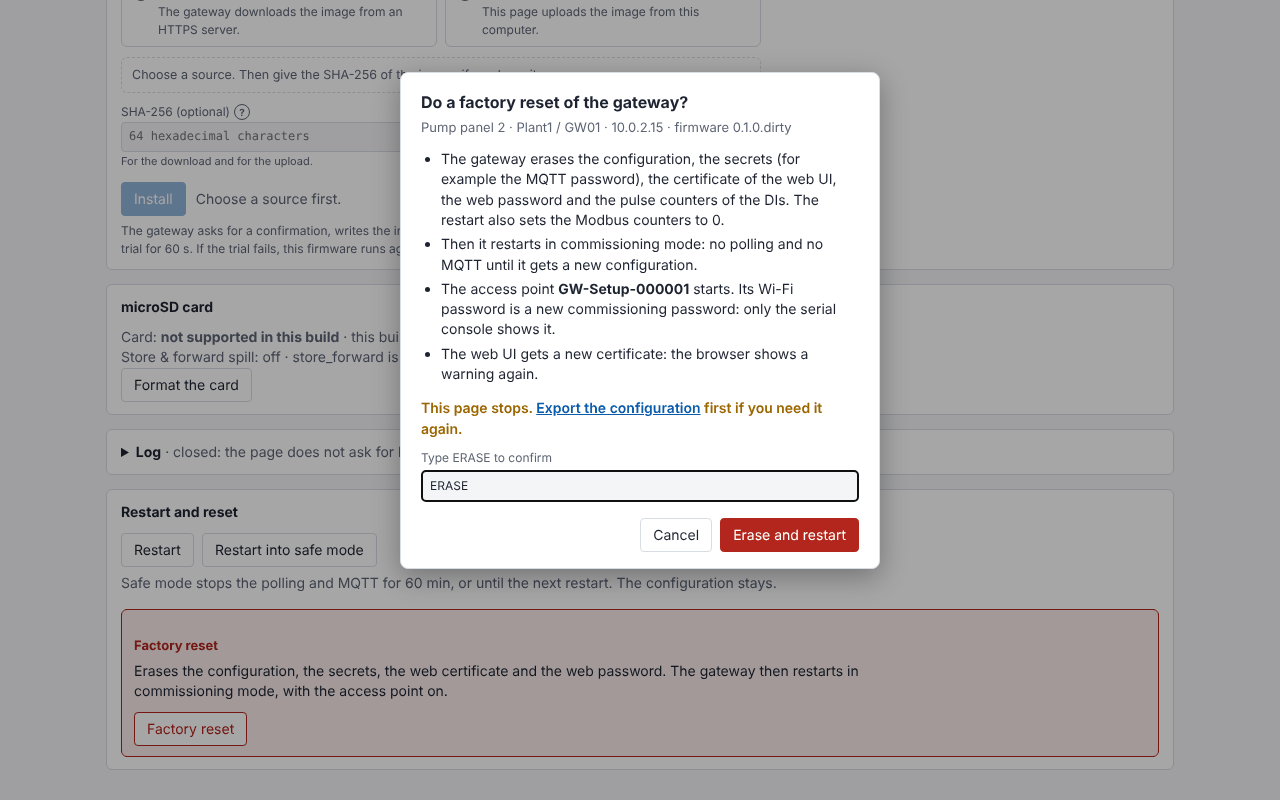 The gateway downloads the image from an
HTTPS server.
This page uploads the image from this
computer.
Choose a source. Then give the SHA-256 of
SHA-256 (optional) ?
64 hexadecimal characters
For the download and for the upload.
Install
Choose a source first.
The gateway asks for a confirmation, writes the
trial for 60 s. If the trial fails, this firmware runs
microSD card
Card: not supported in this build · this
Store & forward spill: off · store_forward is
Format the card
Log · closed: the page does not ask for
Restart and reset
Restart
Restart into safe mode
Safe mode stops the polling and MQTT for 60 min, or until the next restart. The configuration stays.
Factory reset
Erases the configuration, the secrets, the web certificate and the web password. The gateway then restarts in
commissioning mode, with the access point on.
Factory reset
Do a factory reset of the gateway?
Pump panel 2 · Plant1 / GW01 · 10.0.2.15 · firmware 0.1.0.dirty
• The gateway erases the configuration, the secrets (for
example the MQTT password), the certificate of the web UI,
the web password and the pulse counters of the DIs. The
restart also sets the Modbus counters to 0.
• Then it restarts in commissioning mode: no polling and no
MQTT until it gets a new configuration.
• The access point GW-Setup-000001 starts. Its Wi-Fi
password is a new commissioning password: only the serial
console shows it.
• The web UI gets a new certificate: the browser shows a
warning again.
This page stops. Export the configuration first if you need it
again.
Type ERASE to confirm
ERASE
Cancel
Erase and restart